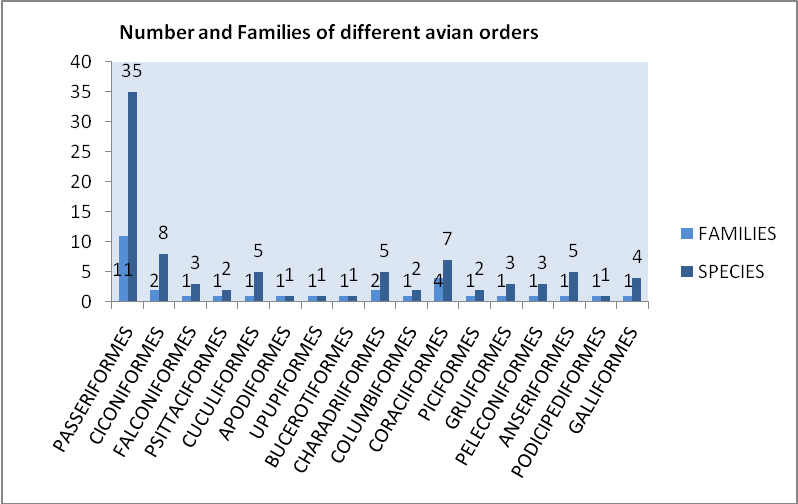 Number and Families of different avian orders
40
35
30
25
20
15
10
5
0
11 35
2 8
1 3
1 2
1 5
1 1
1 1
1 1
2 5
1 2
4 7
1 2
1 3
1 3
1 5
1 1
1 4
PASSERIFORMES
CICONIFORMES
FALCONIFORMES
PSITTACIFORMES
CUCULIFORMES
APODIFORMES
UPUPIFORMES
BUCEROTIFORMES
CHARADRIIFORMES
COLUMBIFORMES
CORACIIFORMES
PICIFORMES
GRUIFORMES
PELECONIFORMES
ANSERIFORMES
PODICIPEDIFORMES
GALLIFORMES
FAMILIES
SPECIES